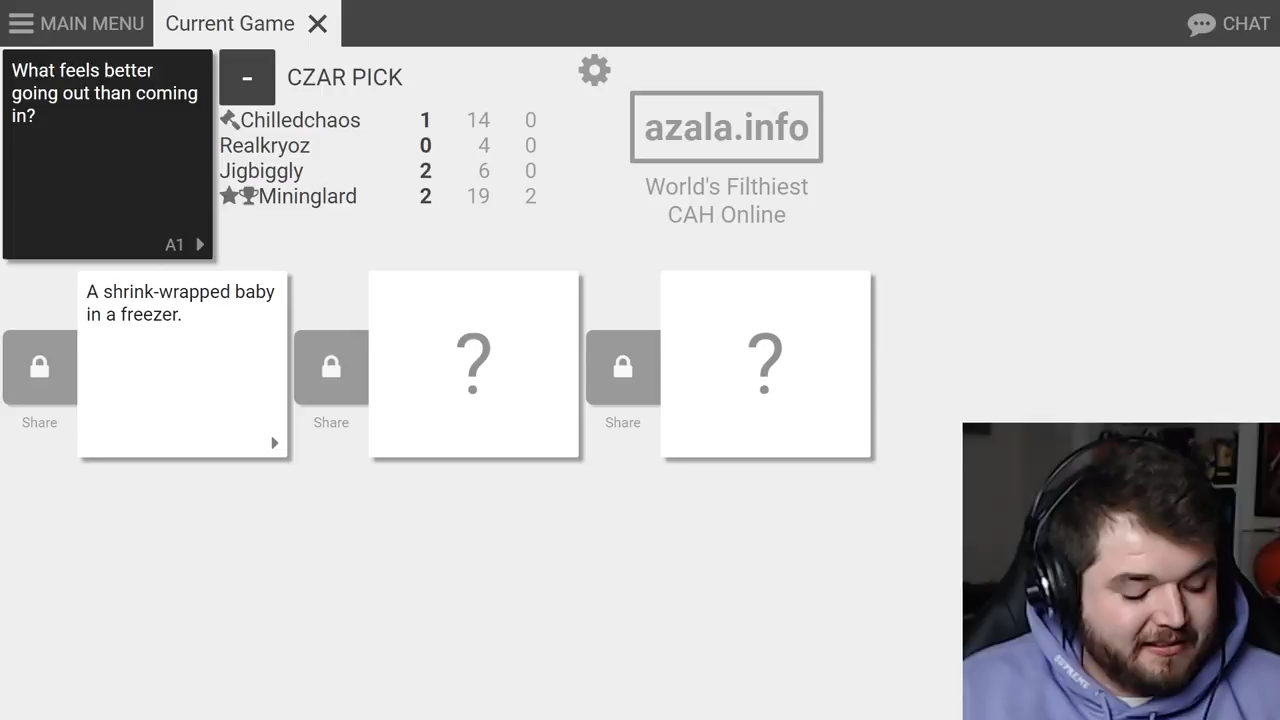 MAIN MENU
Current Game
CHAT
What feels better
going out than coming
in?
A1
-
CZAR PICK
Chilledchaos 1 14 0
Realkryoz 0 4 0
Jigbiggly 2 6 0
Mininglard 2 19 2
azala.info
World's Filthiest
CAH Online
A shrink-wrapped baby
in a freezer.
?
?
Share
Share
Share
SUPREME